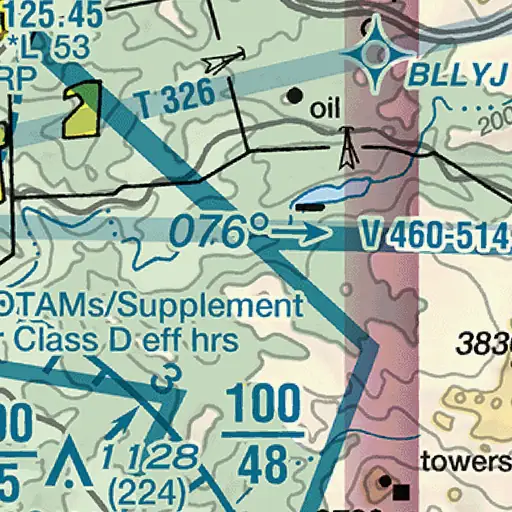 125.45
*L 53
RP
BLLYJ
T 326
oil
200
076°→
V 460-514
OTAMs/Supplement
Class D eff hrs
383
3
100
48
00
5
1128
(224)
towers